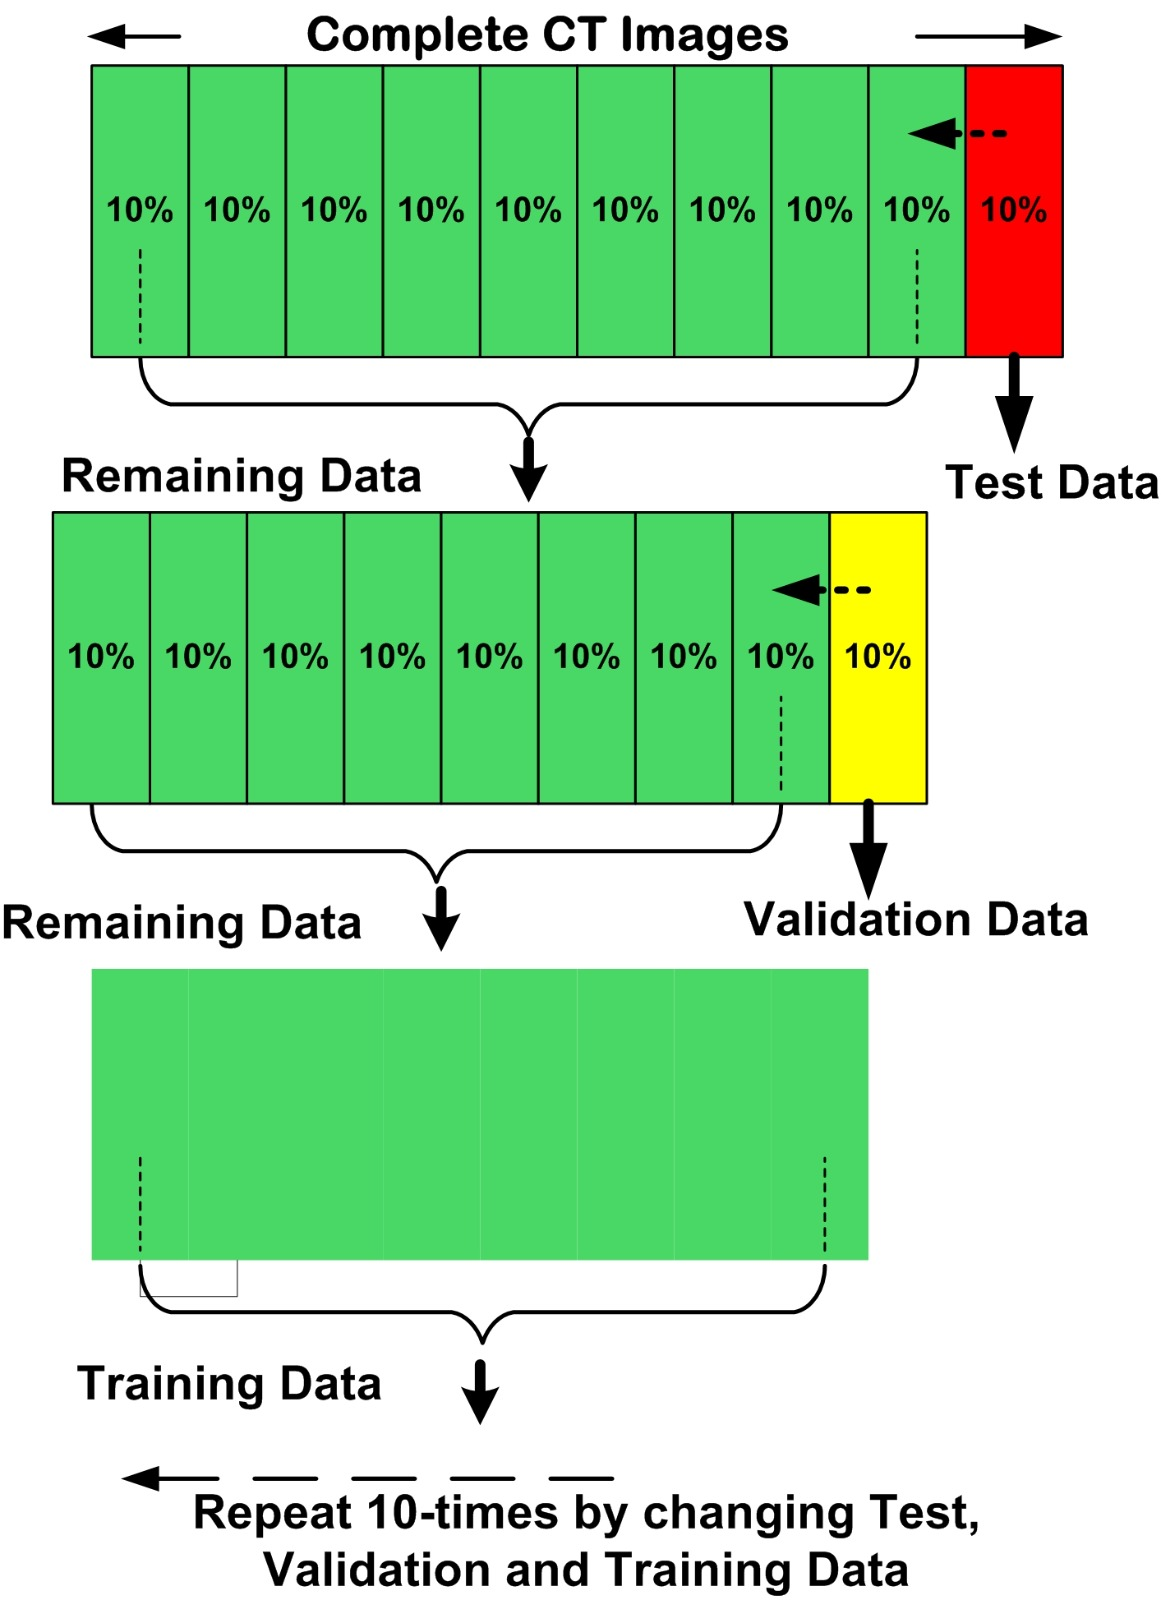 Complete CT Images
10% 10% 10% 10% 10% 10% 10% 10% 10% 10%
Remaining Data
Test Data
10% 10% 10% 10% 10% 10% 10% 10% 10%
Remaining Data
Validation Data
Training Data
Repeat 10-times by changing Test,
Validation and Training Data